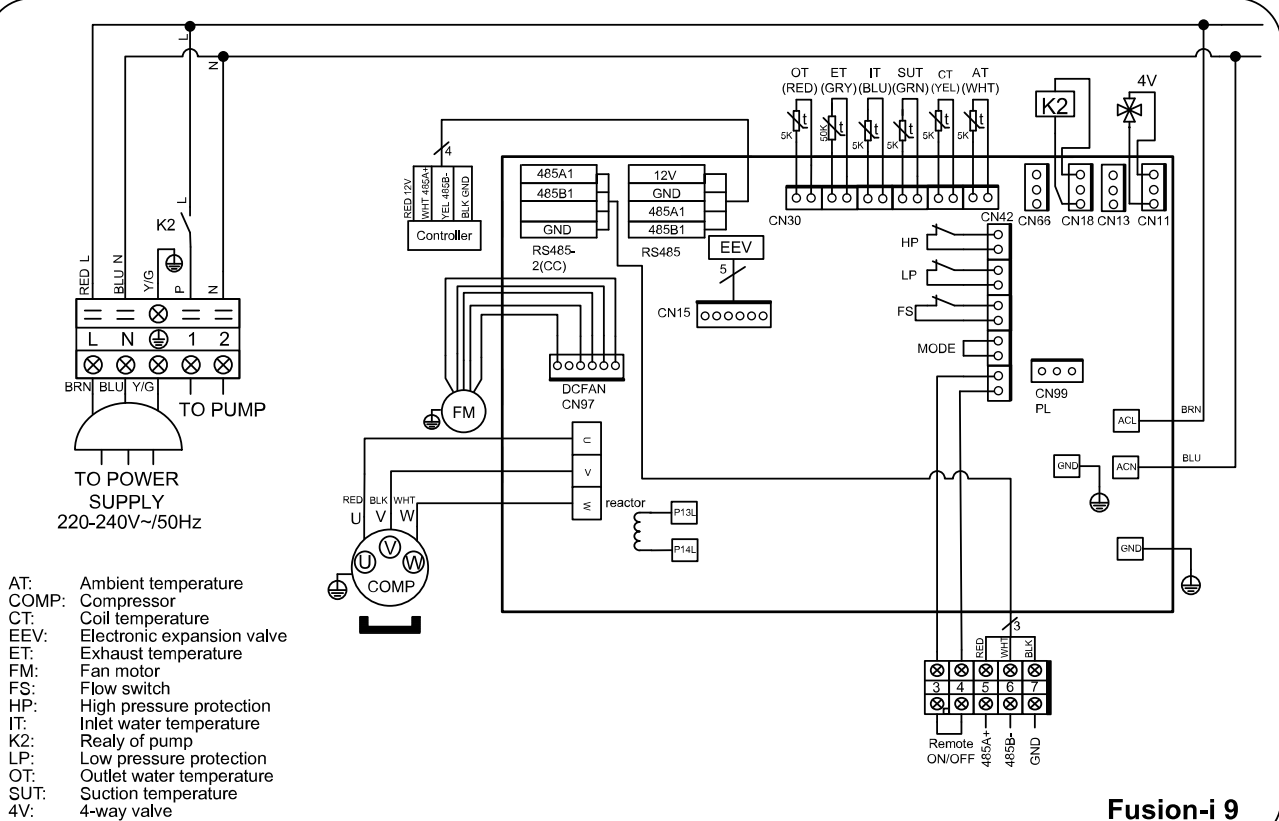 L
N
OT ET IT SUT CT AT
(RED) (GRY) (BLU) (GRN) (YEL) (WHT)
4V
K2
t t t t t t
5K 50K 5K 5K 5K 5K
4
L
K2
RED 12V
WHT 485A+
YEL 485B-
BLK GND
Controller
485A1
485B1
GND
RS485-
2(CC)
12V
GND
485A1
485B1
RS485
CN30
CN42
CN66
CN18
CN13
CN11
EEV
5
CN15
HP
LP
FS
MODE
RED L
BLU N
Y/G
P
N
L N 1 2
BRN BLU Y/G
TO PUMP
TO POWER
SUPPLY
220-240V~/50Hz
DCFAN
CN97
FM
CN99
PL
ACL
BRN
ACN
BLU
GND
GND
U
V
W
reactor
P13L
P14L
RED BLK WHT
U V W
U V W
COMP
3
RED
WHT
BLK
3 4 5 6 7
Remote
ON/OFF
485A+
485B-
GND
AT: Ambient temperature
COMP: Compressor
CT: Coil temperature
EEV: Electronic expansion valve
ET: Exhaust temperature
FM: Fan motor
FS: Flow switch
HP: High pressure protection
IT: Inlet water temperature
K2: Realy of pump
LP: Low pressure protection
OT: Outlet water temperature
SUT: Suction temperature
4V: 4-way valve
Fusion-i 9